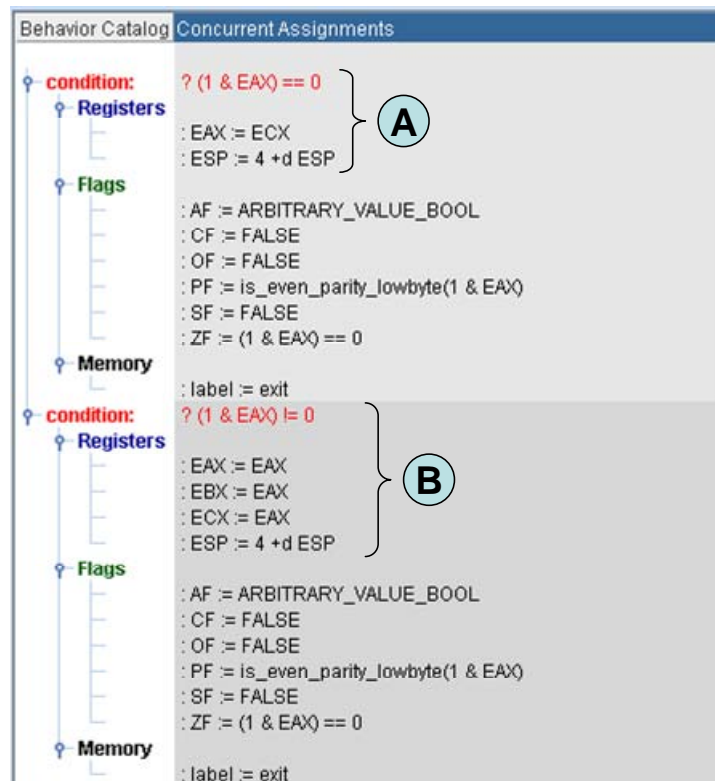 Behavior Catalog Concurrent Assignments
condition: ? (1 & EAX) == 0
Registers
: EAX := ECX
: ESP := 4 +d ESP
A
Flags
: AF := ARBITRARY_VALUE_BOOL
: CF := FALSE
: OF := FALSE
: PF := is_even_parity_lowbyte(1 & EAX)
: SF := FALSE
: ZF := (1 & EAX) == 0
Memory
: label := exit
condition: ? (1 & EAX) != 0
Registers
: EAX := EAX
: EBX := EAX
: ECX := EAX
: ESP := 4 +d ESP
B
Flags
: AF := ARBITRARY_VALUE_BOOL
: CF := FALSE
: OF := FALSE
: PF := is_even_parity_lowbyte(1 & EAX)
: SF := FALSE
: ZF := (1 & EAX) == 0
Memory
: label := exit